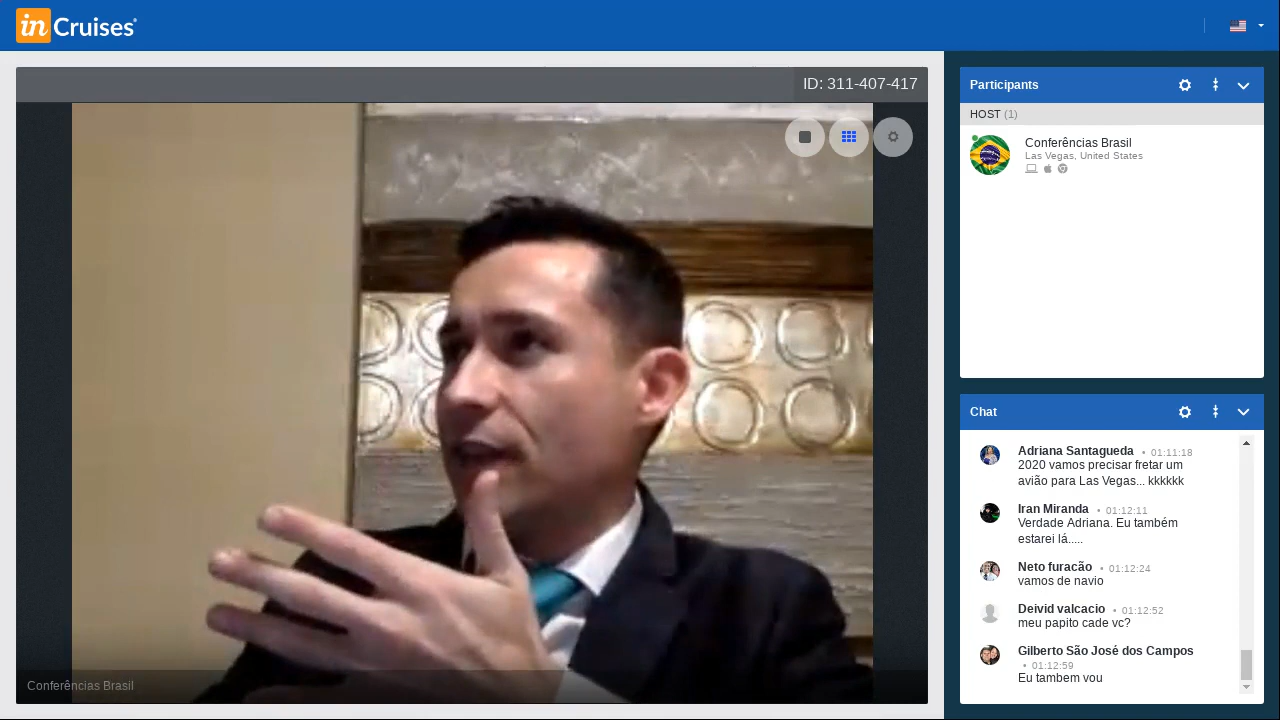 in Cruises
ID: 311-407-417
Conferências Brasil
Participants
HOST (1)
Conferências Brasil
Las Vegas, United States
Chat
Adriana Santagueda • 01:11:18
2020 vamos precisar fretar um
avião para Las Vegas... kkkkkk
Iran Miranda • 01:12:11
Verdade Adriana. Eu também
estarei lá.....
Neto furacão • 01:12:24
vamos de navio
Deivid valcacio • 01:12:52
meu papito cade vc?
Gilberto São José dos Campos
• 01:12:59
Eu tambem vou